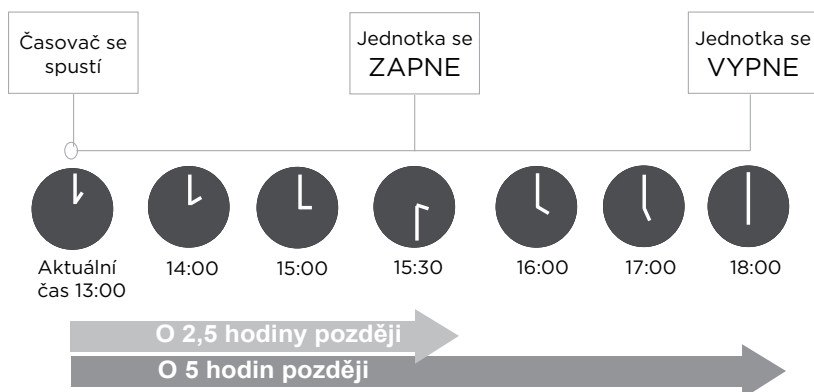 Časovač se
spustí
Jednotka se
ZAPNE
Jednotka se
VYPNE
Aktuální
čas 13:00
14:00
15:00
15:30
16:00
17:00
18:00
O 2,5 hodiny později
O 5 hodin později